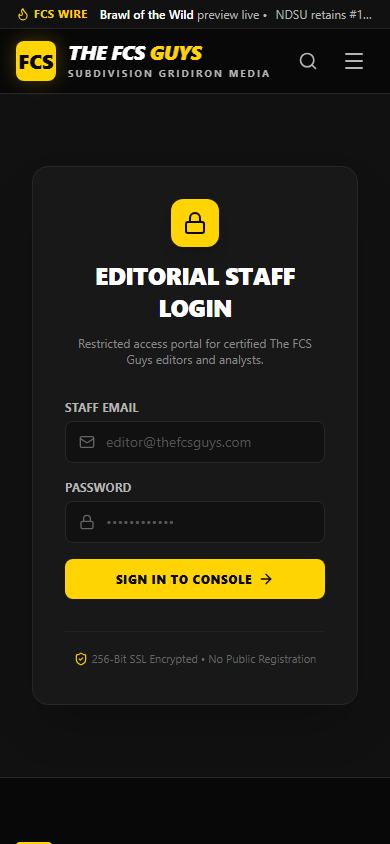 FCS WIRE Brawl of the Wild preview live • NDSU retains #1...
FCS
THE FCS GUYS
SUBDIVISION GRIDIRON MEDIA
EDITORIAL STAFF
LOGIN
Restricted access portal for certified The FCS
Guys editors and analysts.
STAFF EMAIL
editor@thefcsguys.com
PASSWORD
••••••••••••
SIGN IN TO CONSOLE →
256-Bit SSL Encrypted • No Public Registration